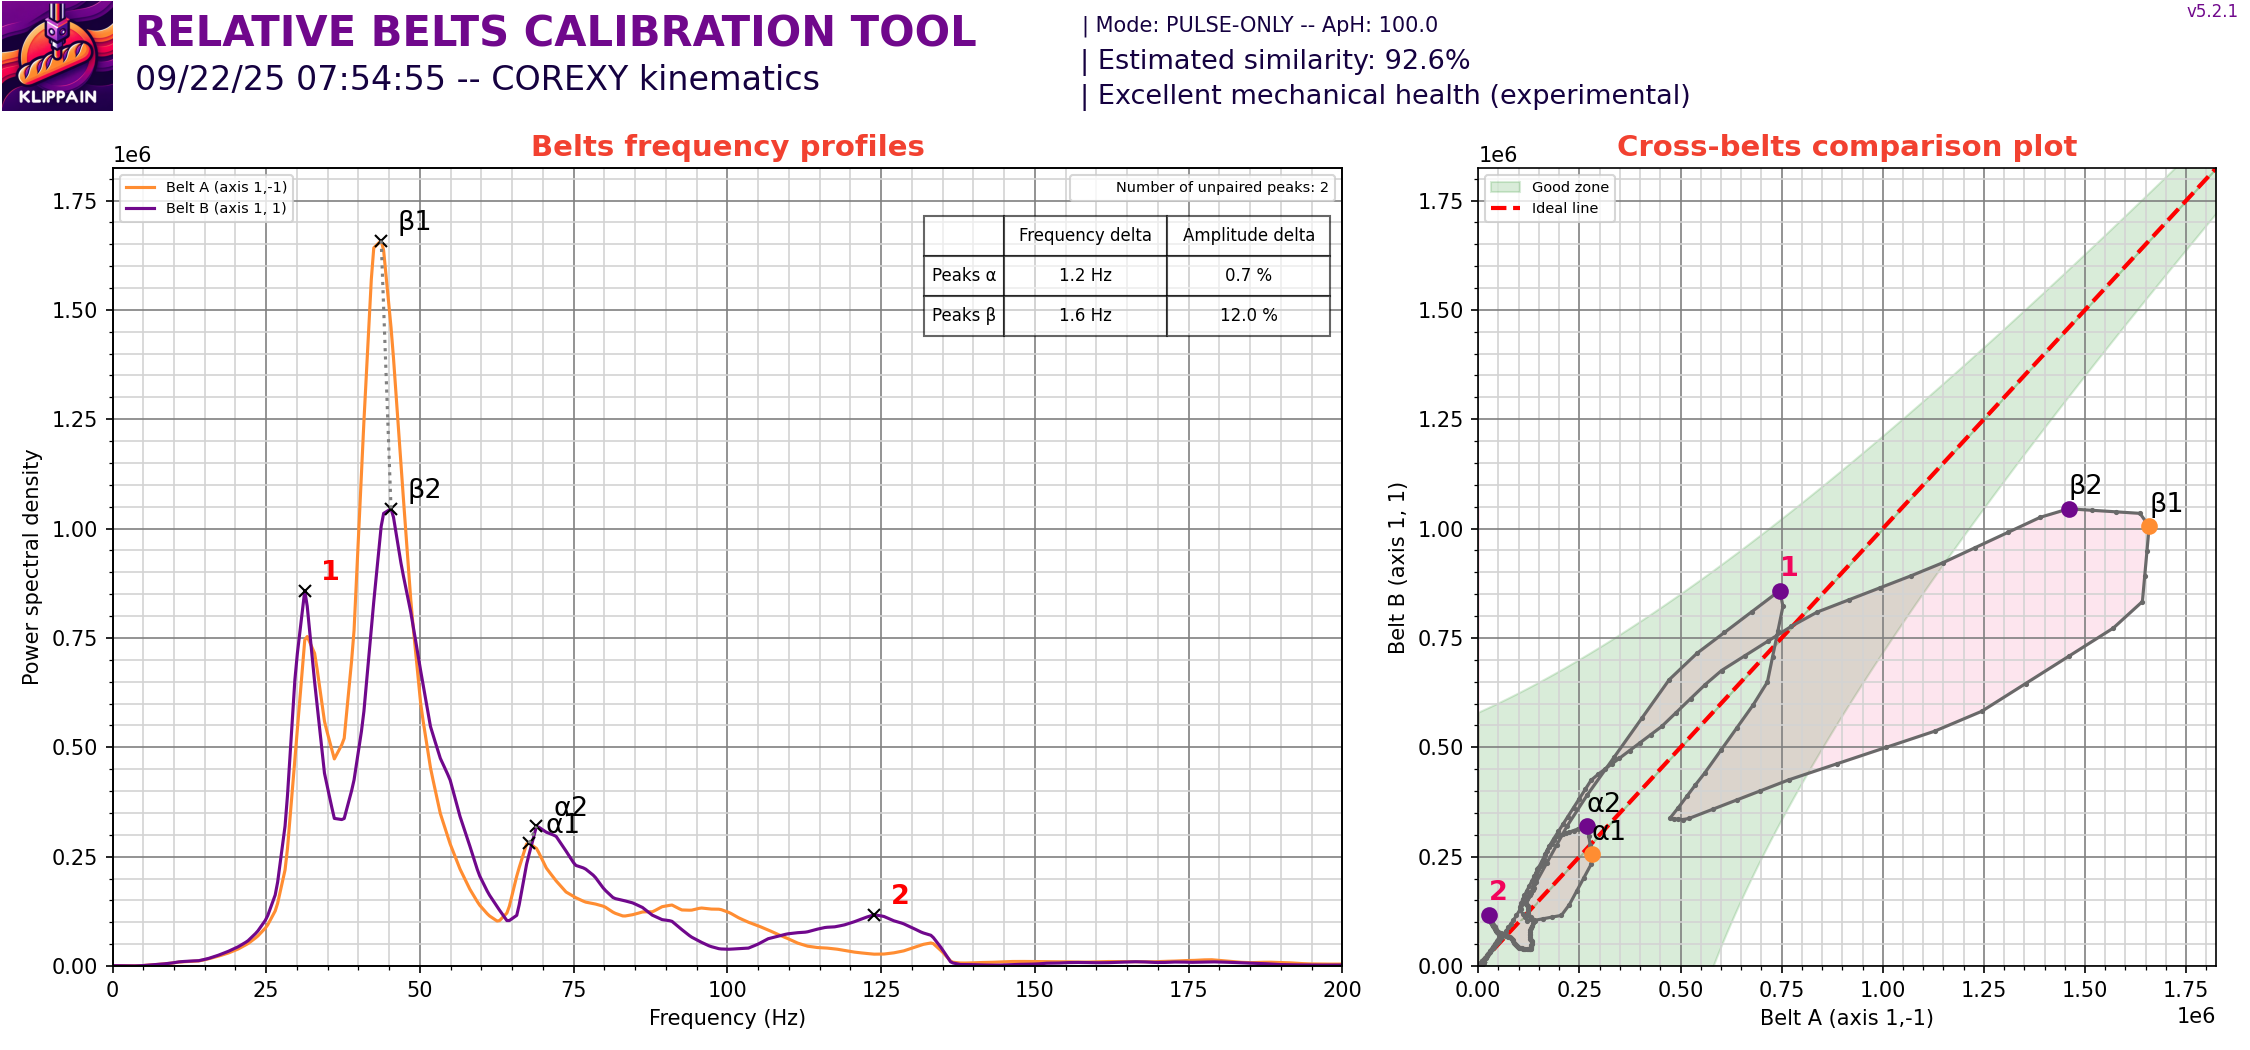 KLIPPAIN
RELATIVE BELTS CALIBRATION TOOL
09/22/25 07:54:55 -- COREXY kinematics
| Mode: PULSE-ONLY -- ApH: 100.0
| Estimated similarity: 92.6%
| Excellent mechanical health (experimental)
v5.2.1
Belts frequency profiles
1e6
Belt A (axis 1,-1)
Belt B (axis 1, 1)
Number of unpaired peaks: 2
Frequency delta Amplitude delta
Peaks α 1.2 Hz 0.7 %
Peaks β 1.6 Hz 12.0 %
β1
β2
1
α2
α1
2
1.75
1.50
1.25
1.00
0.75
0.50
0.25
0.00
Power spectral density
0 25 50 75 100 125 150 175 200
Frequency (Hz)
Cross-belts comparison plot
1e6
Good zone
Ideal line
β2
β1
1
α2
α1
2
1.75
1.50
1.25
1.00
0.75
0.50
0.25
0.00
Belt B (axis 1, 1)
0.00 0.25 0.50 0.75 1.00 1.25 1.50 1.75
Belt A (axis 1,-1)
1e6